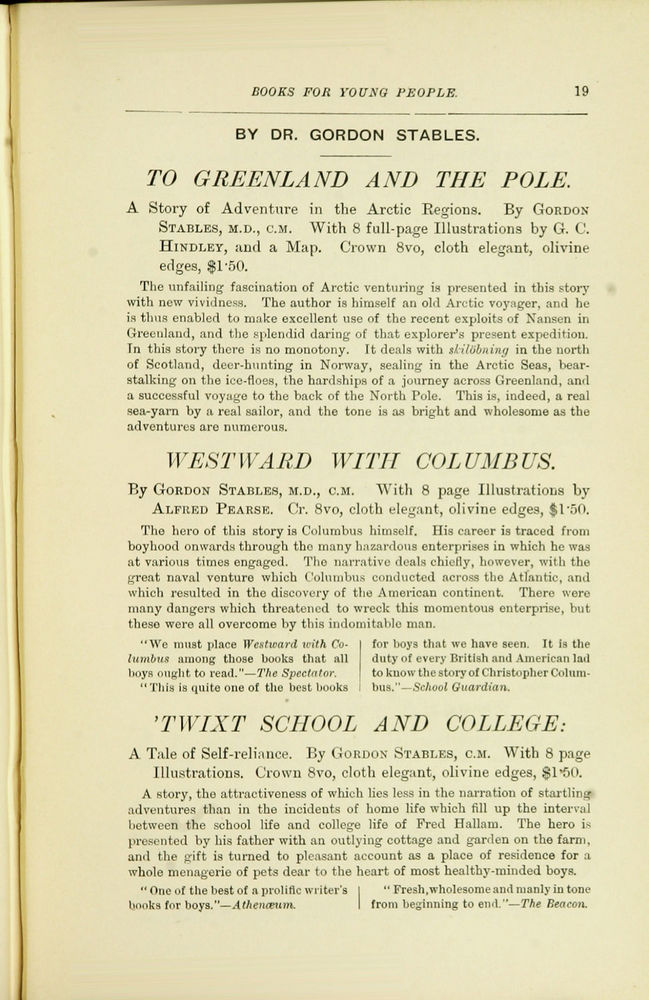 BOOKS FOR YOUNG PEOPLE. 19
BY DR. GORDON STABLES.
TO GREENLAND AND THE POLE.
A Story of Adventure in the Arctic Regions. By GORDON
STABLES, M.D., C.M. With 8 full-page Illustrations by G. C.
HINDLEY, and a Map. Crown 8vo, cloth elegant, olivine
edges, $1·50.
The unfailing fascination of Arctic venturing is presented in this story
with new vividness. The author is himself an old Arctic voyager, and he
is thus enabled to make excellent use of the recent exploits of Nansen in
Greenland, and the splendid daring of that explorer's present expedition.
In this story there is no monotony. It deals with skilöbning in the north
of Scotland, deer-hunting in Norway, sealing in the Arctic Seas, bear-
stalking on the ice-floes, the hardships of a journey across Greenland, and
a successful voyage to the back of the North Pole. This is, indeed, a real
sea-yarn by a real sailor, and the tone is as bright and wholesome as the
adventures are numerous.
WESTWARD WITH COLUMBUS.
By GORDON STABLES, M.D., C.M. With 8 page Illustrations by
ALFRED PEARSE. Cr. 8vo, cloth elegant, olivine edges, $1·50.
The hero of this story is Columbus himself. His career is traced from
boyhood onwards through the many hazardous enterprises in which he was
at various times engaged. The narrative deals chiefly, however, with the
great naval venture which Columbus conducted across the Atlantic, and
which resulted in the discovery of the American continent. There were
many dangers which threatened to wreck this momentous enterprise, but
these were all overcome by this indomitable man.
"We must place Westward with Co-
lumbus among those books that all
boys ought to read."—The Spectator.
"This is quite one of the best books
for boys that we have seen. It is the
duty of every British and American lad
to know the story of Christopher Colum-
bus."—School Guardian.
'TWIXT SCHOOL AND COLLEGE:
A Tale of Self-reliance. By GORDON STABLES, C.M. With 8 page
Illustrations. Crown 8vo, cloth elegant, olivine edges, $1·50.
A story, the attractiveness of which lies less in the narration of startling
adventures than in the incidents of home life which fill up the interval
between the school life and college life of Fred Hallam. The hero is
presented by his father with an outlying cottage and garden on the farm,
and the gift is turned to pleasant account as a place of residence for a
whole menagerie of pets dear to the heart of most healthy-minded boys.
"One of the best of a prolific writer's
books for boys."—Athenæum.
"Fresh, wholesome and manly in tone
from beginning to end."—The Beacon.